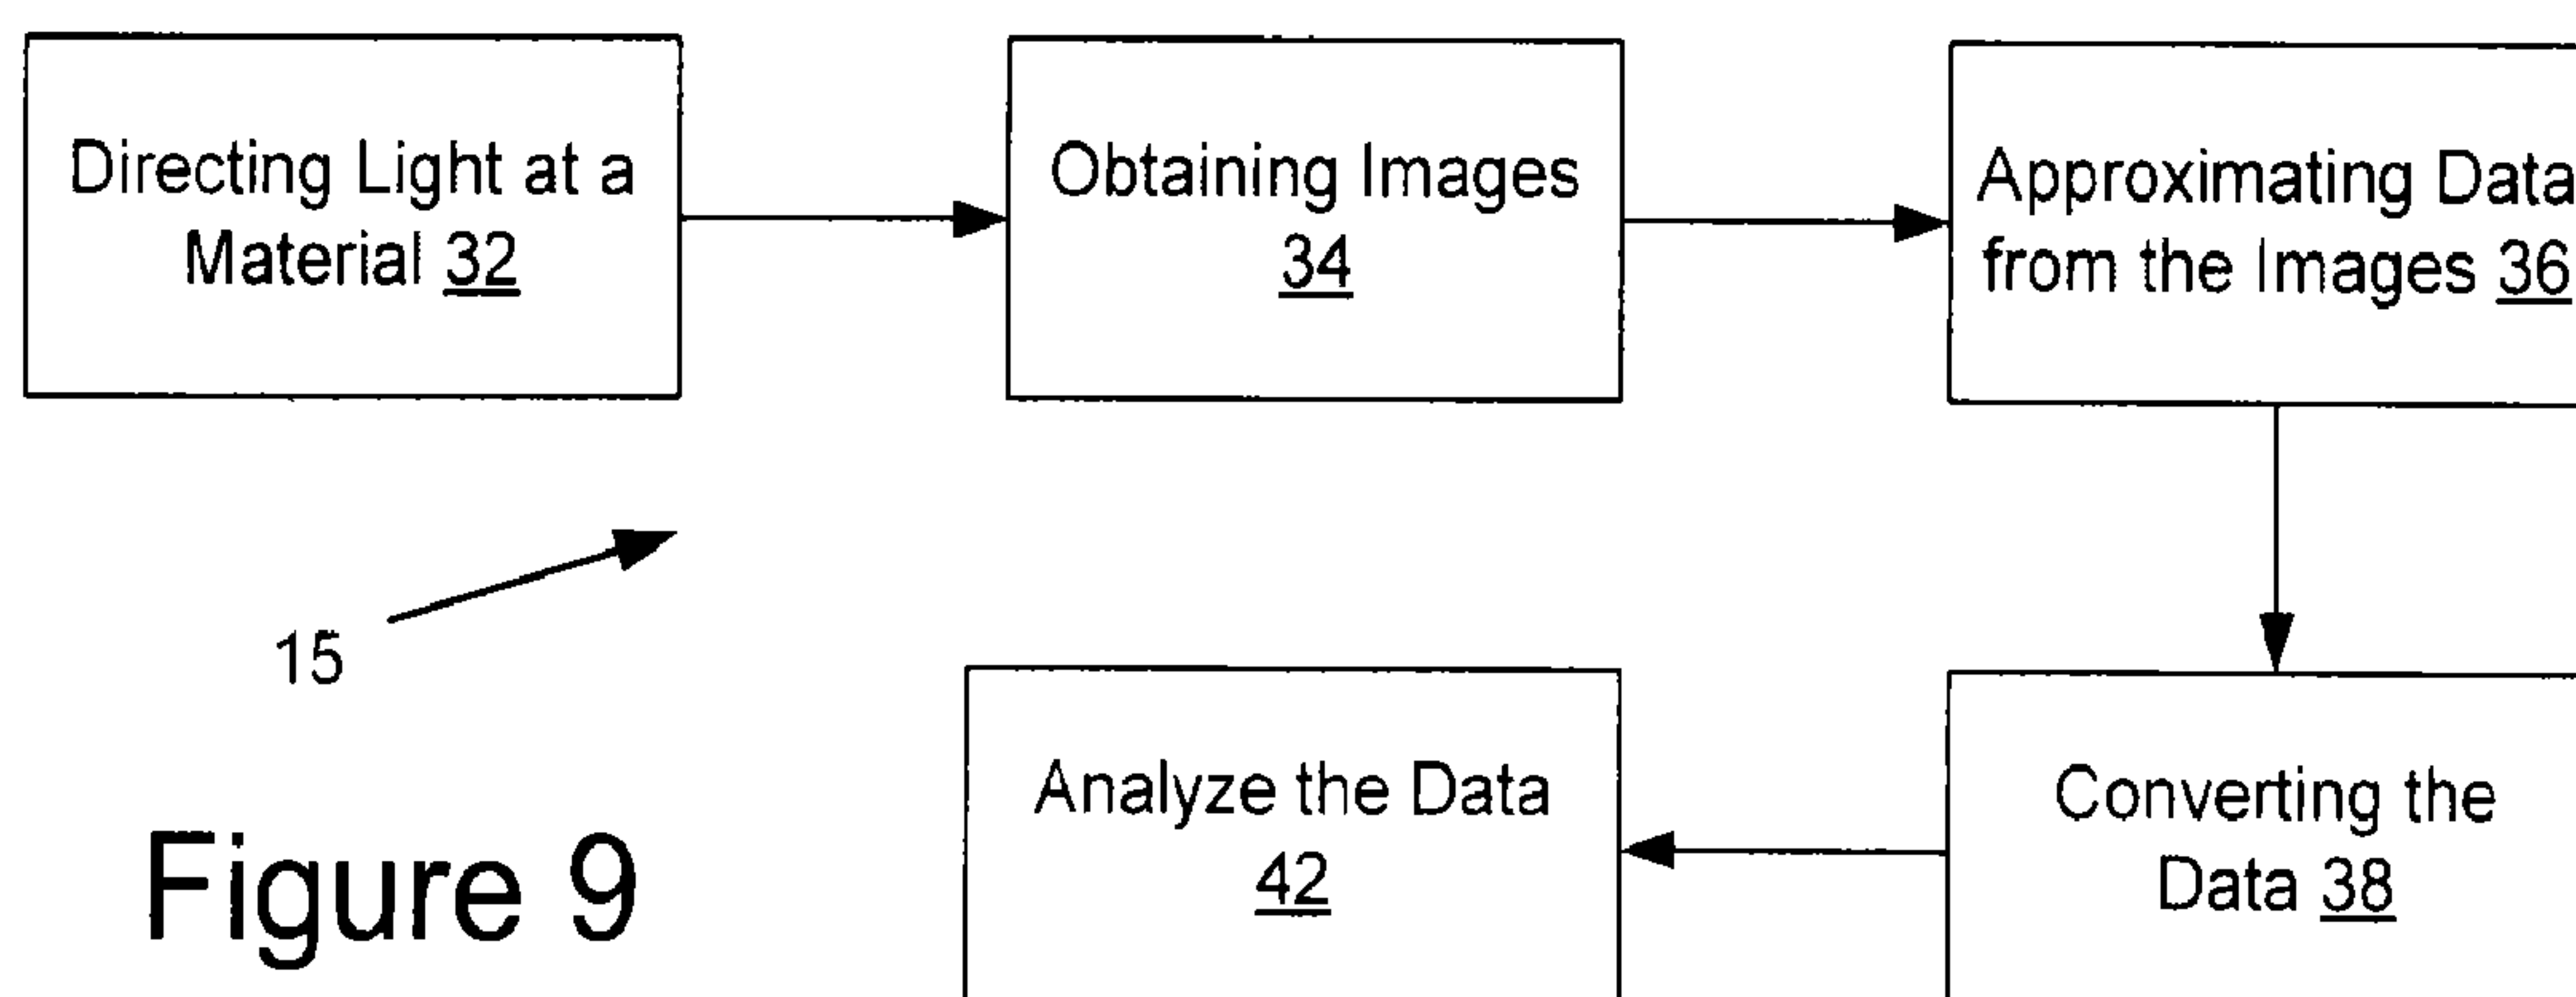 Directing Light at a
Material 32
Obtaining Images
34
Approximating Data
from the Images 36
15
Analyze the Data
42
Converting the
Data 38
Figure 9